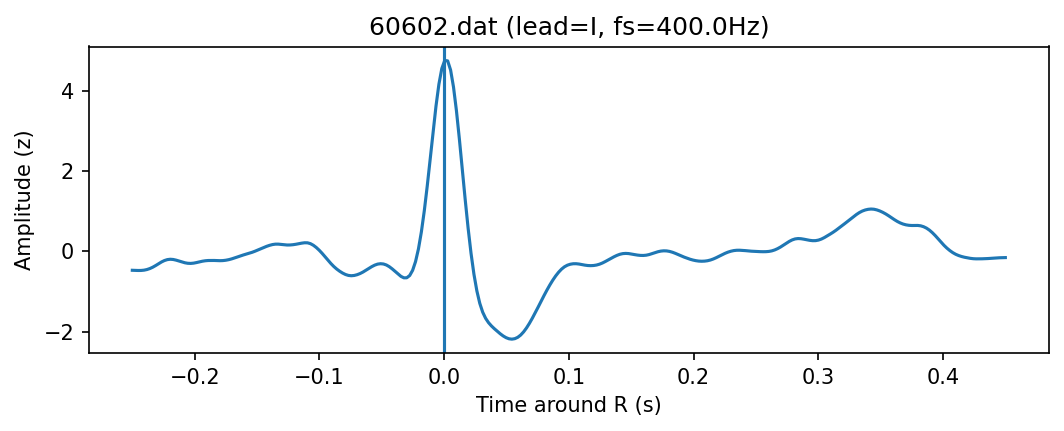 60602.dat (lead=I, fs=400.0Hz)
Amplitude (z)
4
2
0
−2
−0.2 −0.1 0.0 0.1 0.2 0.3 0.4
Time around R (s)